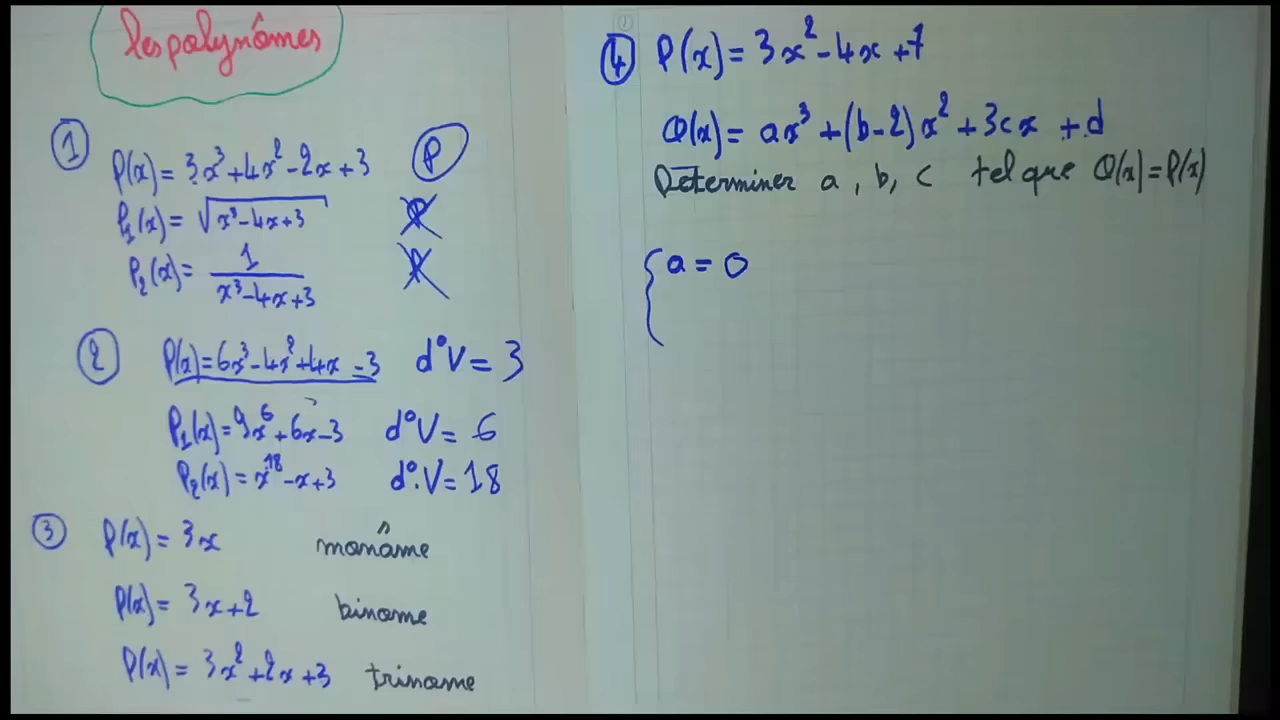 les polynômes
1 P(x) = 3x³ + 4x² - 2x + 3 P
P₁(x) = √(x³ - 4x + 3) P
P₂(x) = 1/(x³ - 4x + 3) P
2 P(x) = 6x³ - 4x² + 4x - 3 d°V = 3
P₁(x) = 9x⁶ + 6x - 3 d°V = 6
P₂(x) = x¹⁸ - x + 3 d°V = 18
3 P(x) = 3x monôme
P(x) = 3x + 2 binome
P(x) = 3x² + 2x + 3 trinome
4 P(x) = 3x² - 4x + 7
Q(x) = ax³ + (b - 2)x² + 3cx + d
Determiner a, b, c tel que Q(x) = P(x)
{ a = 0